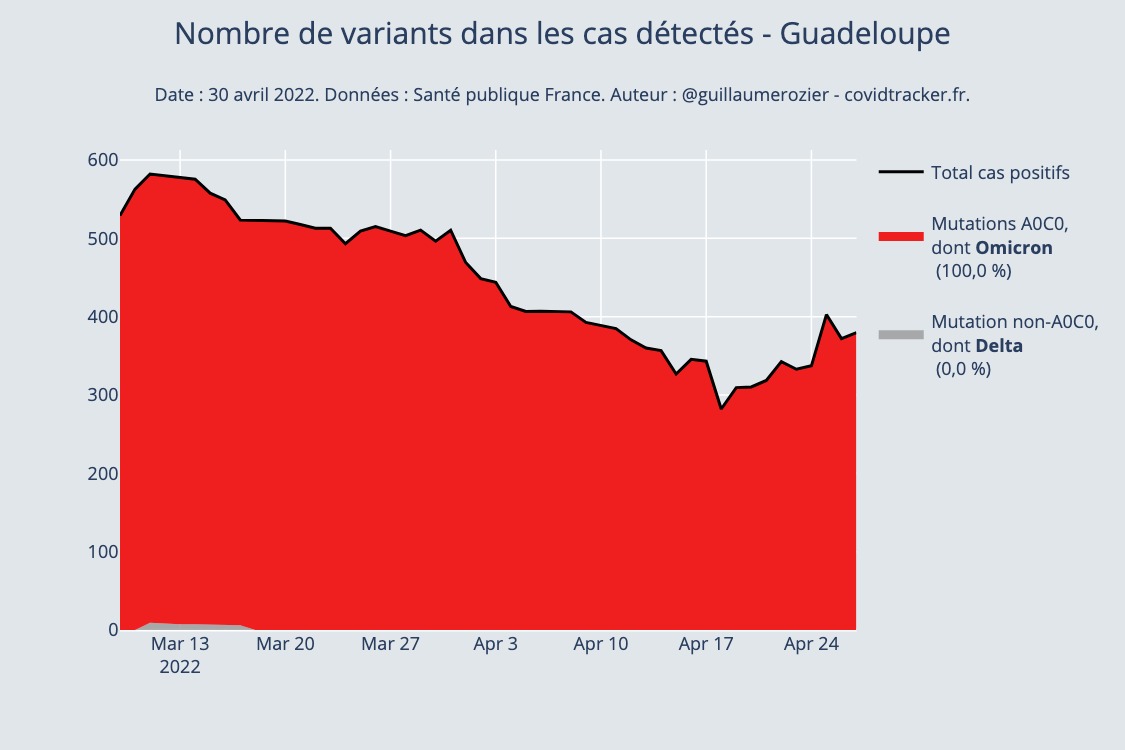 Nombre de variants dans les cas détectés - Guadeloupe
Date : 30 avril 2022. Données : Santé publique France. Auteur : @guillaumerozier - covidtracker.fr.
600
500
400
300
200
100
0
Mar 13
2022
Mar 20
Mar 27
Apr 3
Apr 10
Apr 17
Apr 24
Total cas positifs
Mutations A0C0,
dont Omicron
(100,0 %)
Mutation non-A0C0,
dont Delta
(0,0 %)